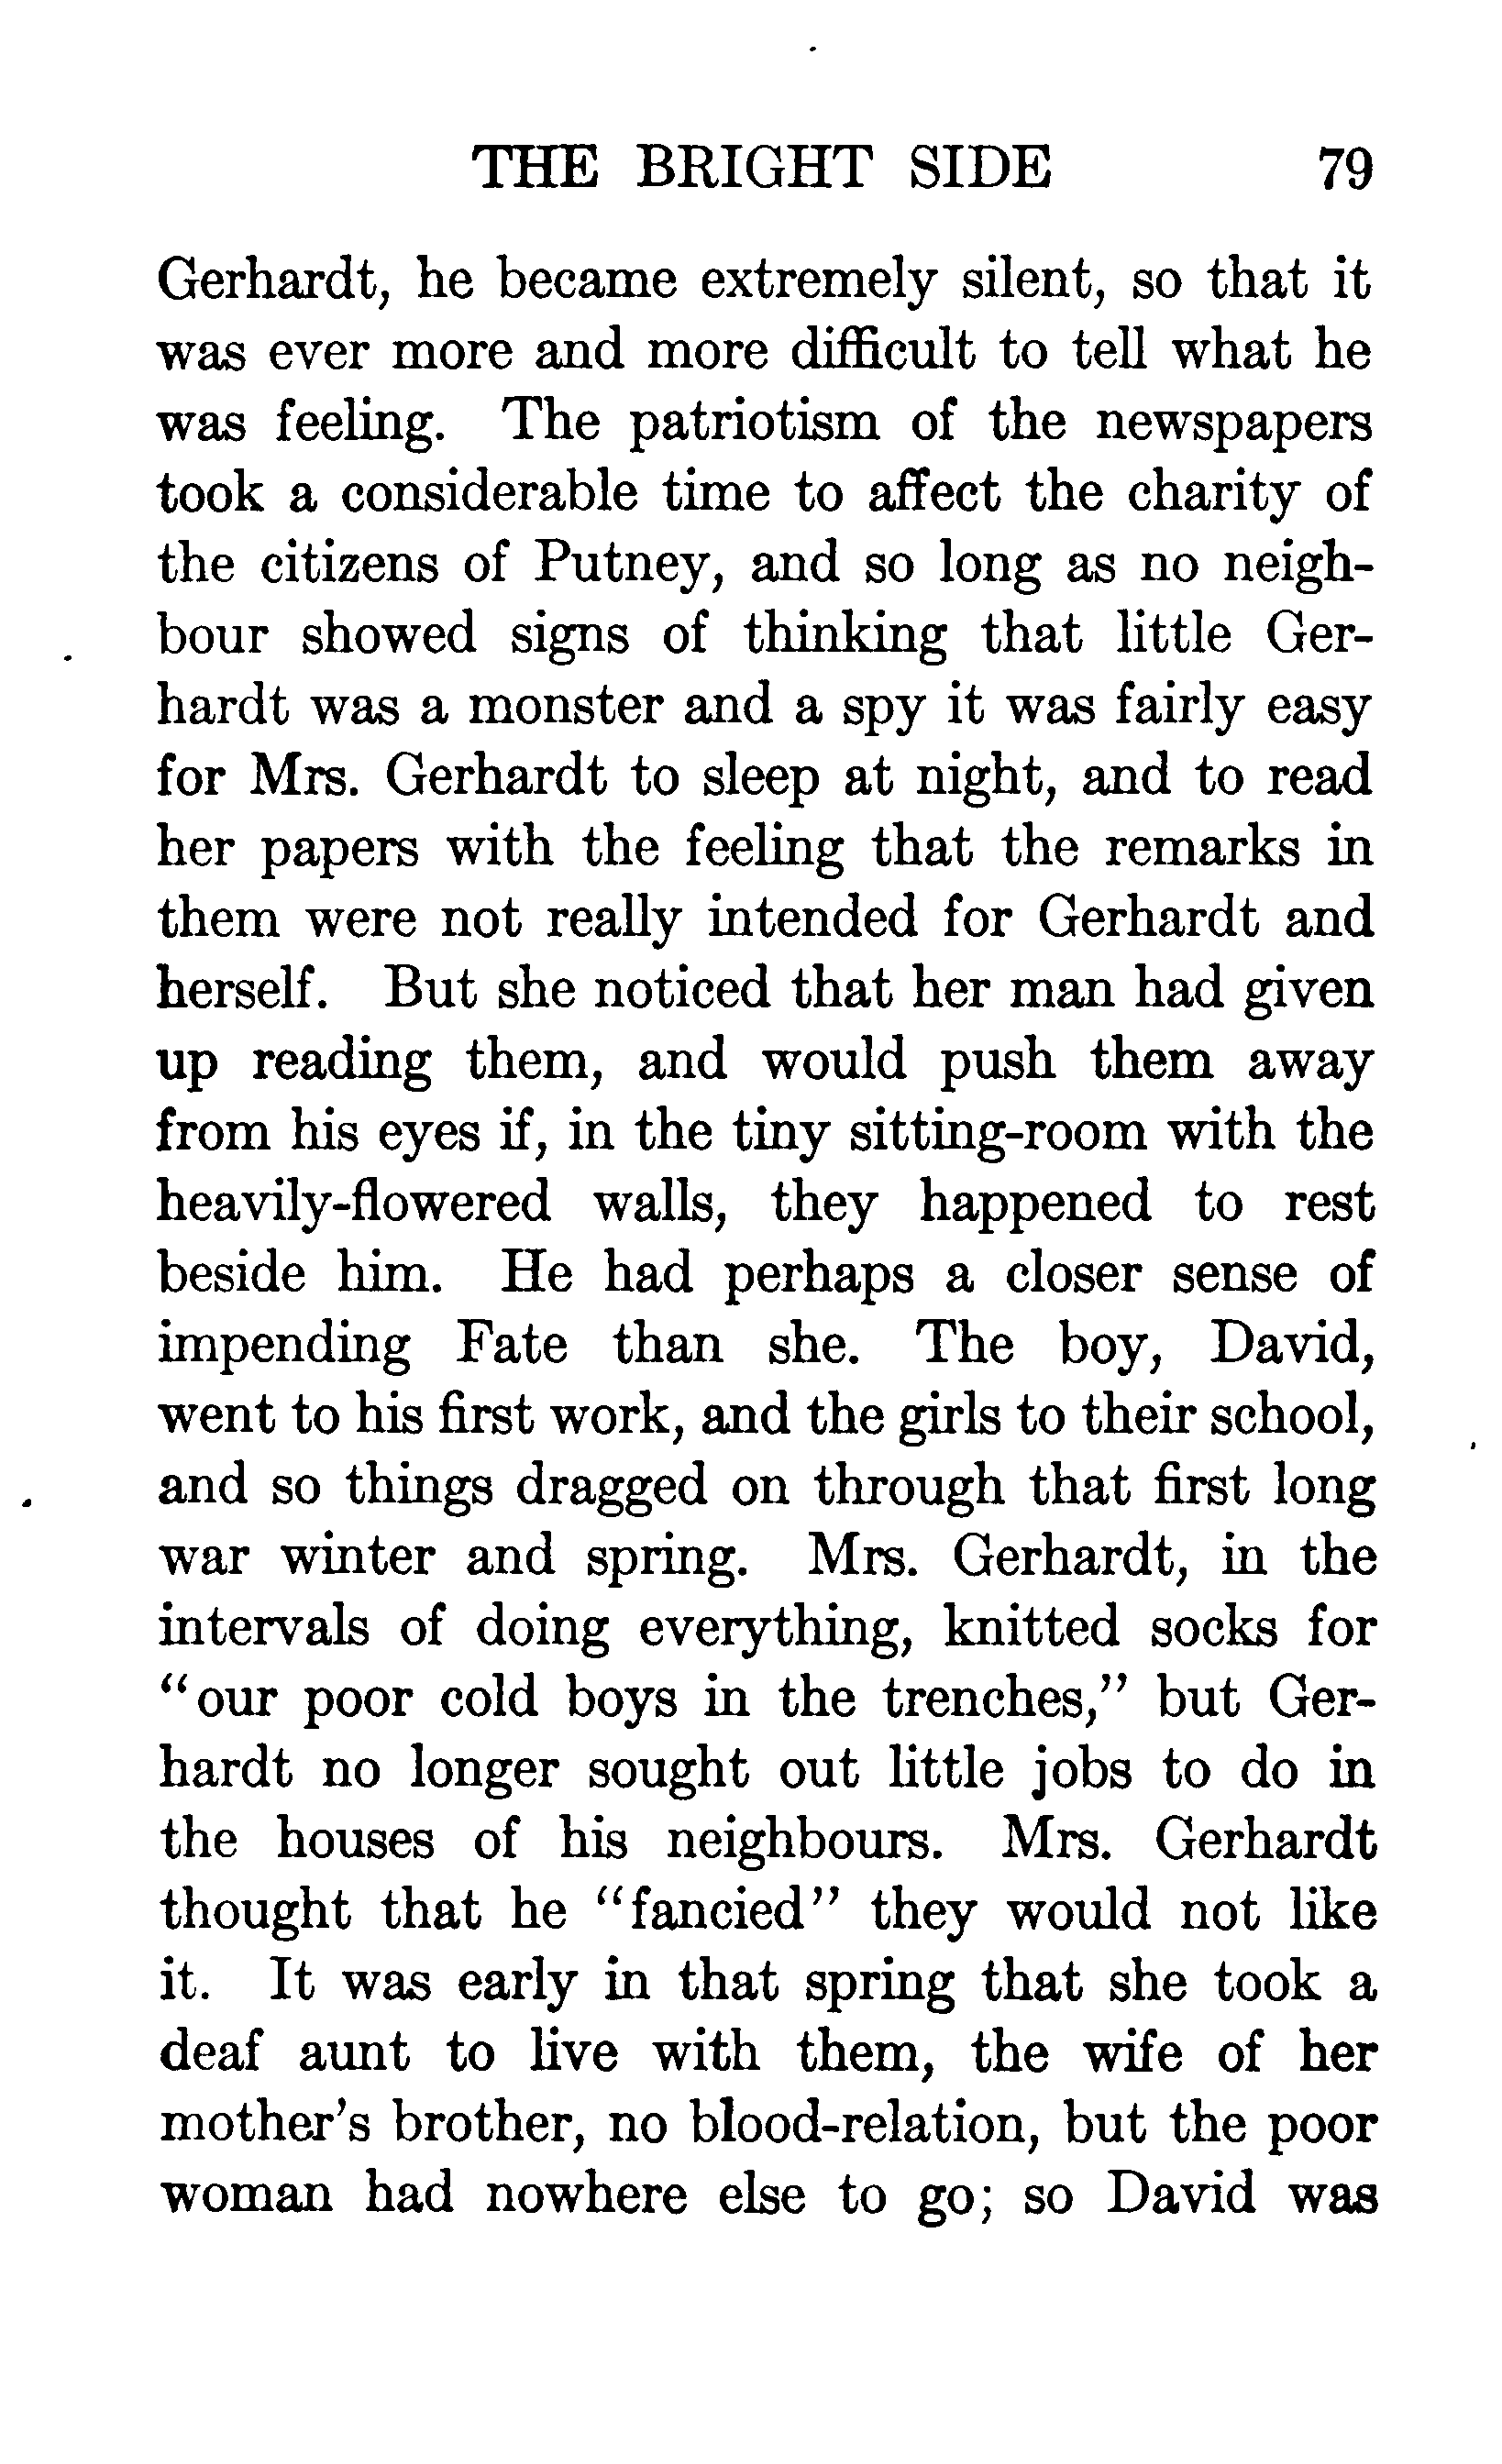 THE BRIGHT SIDE 79
Gerhardt, he became extremely silent, so that it
was ever more and more difficult to tell what he
was feeling. The patriotism of the newspapers
took a considerable time to affect the charity of
the citizens of Putney, and so long as no neigh-
bour showed signs of thinking that little Ger-
hardt was a monster and a spy it was fairly easy
for Mrs. Gerhardt to sleep at night, and to read
her papers with the feeling that the remarks in
them were not really intended for Gerhardt and
herself. But she noticed that her man had given
up reading them, and would push them away
from his eyes if, in the tiny sitting-room with the
heavily-flowered walls, they happened to rest
beside him. He had perhaps a closer sense of
impending Fate than she. The boy, David,
went to his first work, and the girls to their school,
and so things dragged on through that first long
war winter and spring. Mrs. Gerhardt, in the
intervals of doing everything, knitted socks for
"our poor cold boys in the trenches," but Ger-
hardt no longer sought out little jobs to do in
the houses of his neighbours. Mrs. Gerhardt
thought that he "fancied" they would not like
it. It was early in that spring that she took a
deaf aunt to live with them, the wife of her
mother's brother, no blood-relation, but the poor
woman had nowhere else to go; so David was